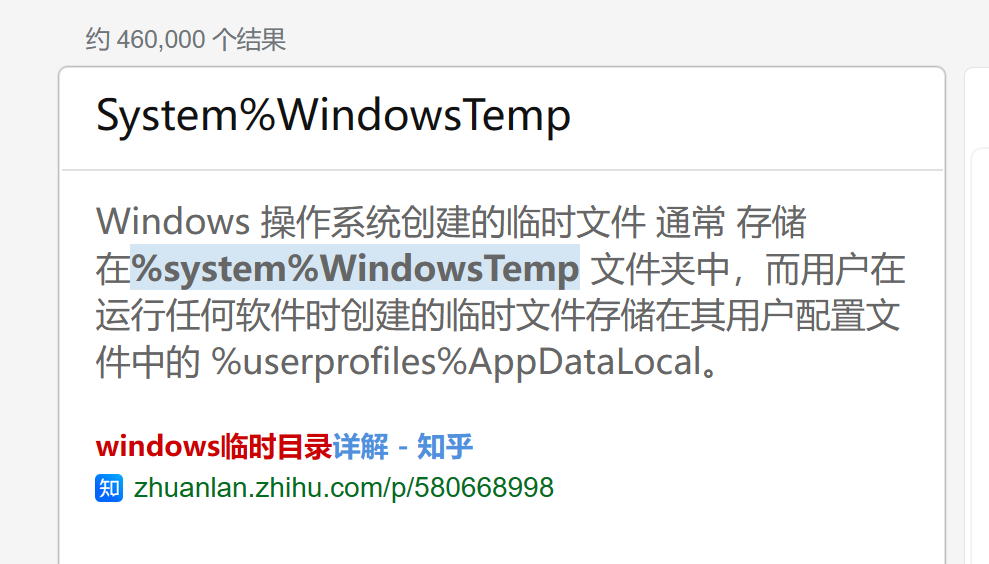 约 460,000 个结果
System%WindowsTemp
Windows 操作系统创建的临时文件 通常 存储
在%system%WindowsTemp 文件夹中，而用户在
运行任何软件时创建的临时文件存储在其用户配置文
件中的 %userprofiles%AppDataLocal。
windows临时目录详解 - 知乎
知 zhuanlan.zhihu.com/p/580668998